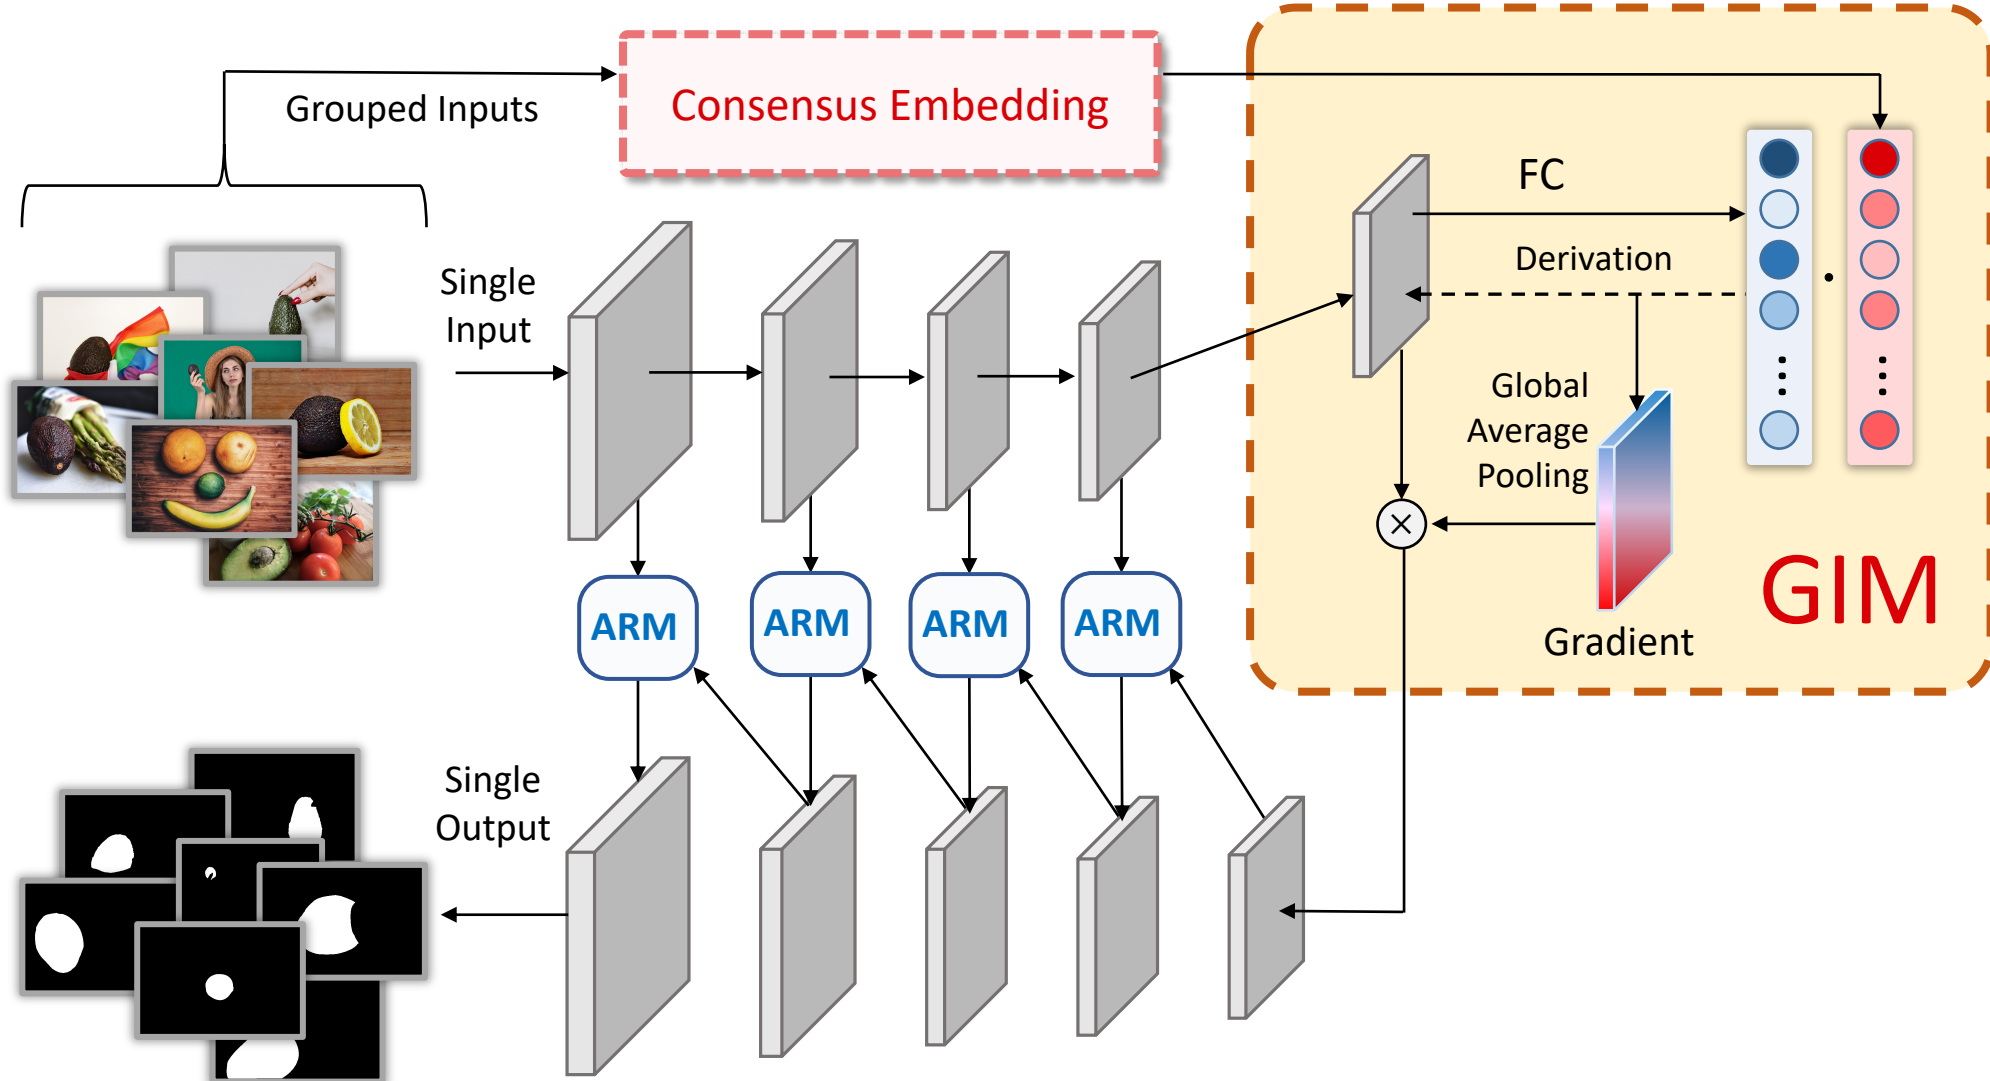 Consensus Embedding
Grouped Inputs
FC
Derivation
Single
Input
Global
Average
Pooling
GIM
Gradient
ARM
ARM
ARM
ARM
Single
Output